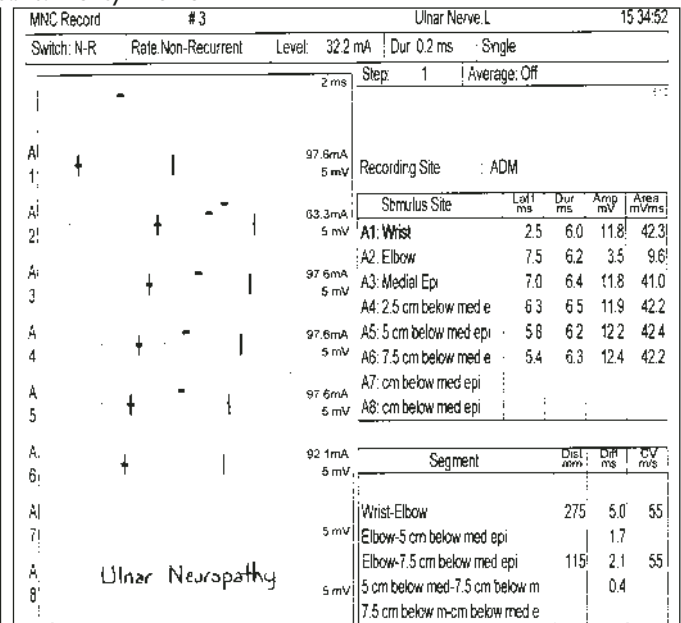 MNC Record #3 Ulnar Nerve.L 15 34:52
Switch: N-R Rate.Non-Recurrent Level: 32.2 mA Dur 0.2 ms Single
2 ms Step: 1 Average: Off
A 1 97.6mA 5 mV
Recording Site : ADM
A 2 63.3mA 5 mV
A 3 97 6mA 5 mV
A 4 97.6mA 5 mV
A 5 97 6mA 5 mV
A 6 92 1mA 5 mV
A 7 5 mV
A 8 5 mV
Stimulus Site Lat1 ms Dur ms Amp mV Area mVms
A1: Wrist 2.5 6.0 11.8 42.3
A2. Elbow 7.5 6.2 3.5 9.6
A3: Medial Epi 7.0 6.4 11.8 41.0
A4: 2.5 cm below med e 6 3 6 5 11.9 42.2
A5: 5 cm below med epi 5 8 6 2 12.2 42 4
A6: 7.5 cm below med e 5.4 6.3 12.4 42.2
A7: cm below med epi
A8: cm below med epi
Segment Dist mm Diff ms CV m/s
Wrist-Elbow 275 5.0 55
Elbow-5 cm below med epi 1.7
Elbow-7.5 cm below med epi 115 2.1 55
5 cm below med-7.5 cm below m 0.4
7.5 cm below m-cm below med e
Ulnar Neuropathy